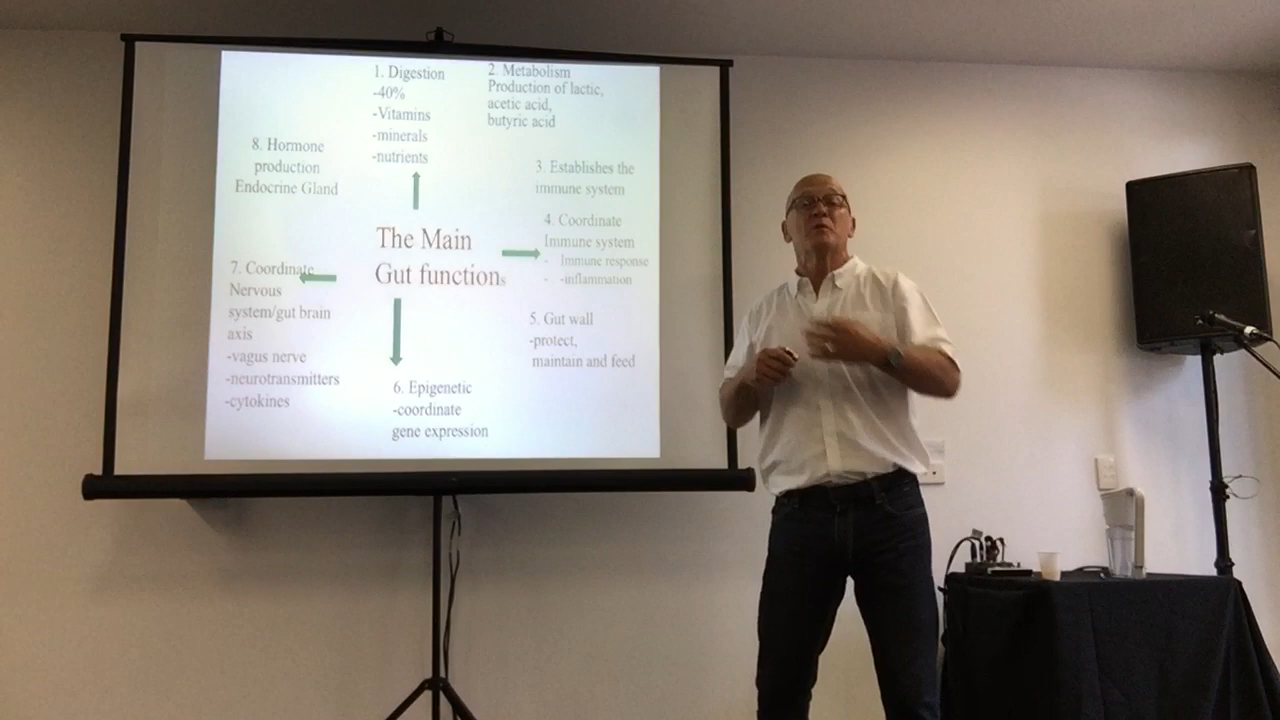 1. Digestion
-40%
-Vitamins
-minerals
-nutrients
2. Metabolism
Production of lactic,
acetic acid,
butyric acid
3. Establishes the
immune system
4. Coordinate
Immune system
- Immune response
- -inflammation
5. Gut wall
-protect,
maintain and feed
6. Epigenetic
-coordinate
gene expression
7. Coordinate
Nervous
system/gut brain
axis
-vagus nerve
-neurotransmitters
-cytokines
8. Hormone
production
Endocrine Gland
The Main
Gut functions